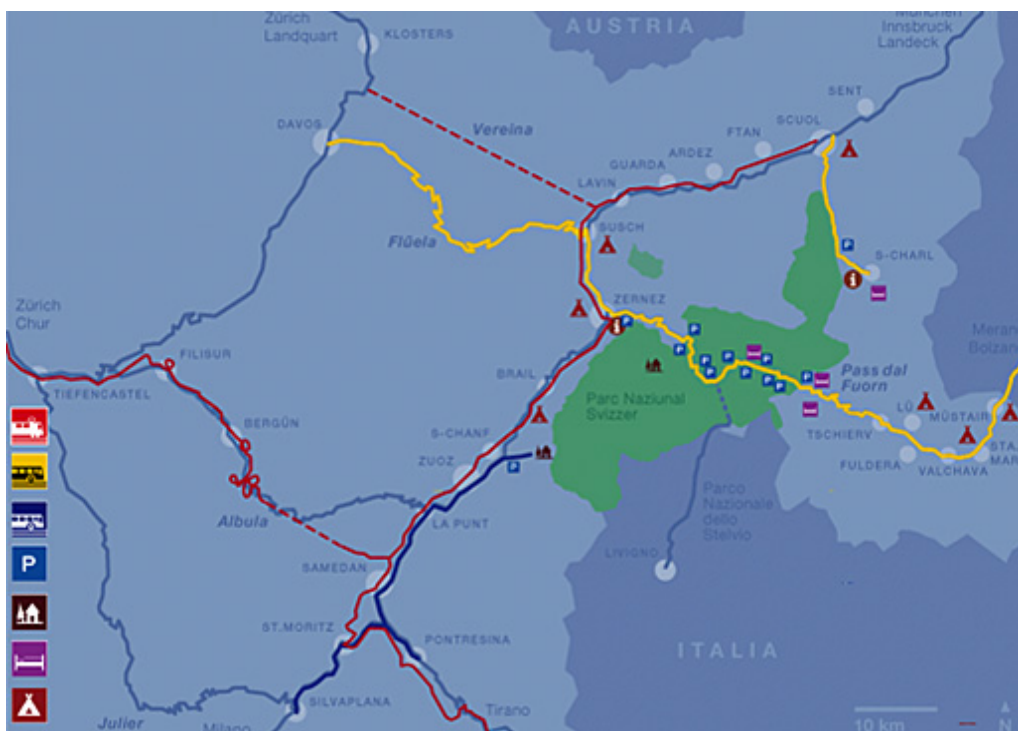 Zürich
Landquart
KLOSTERS
AUSTRIA
München
Innsbruck
Landeck
DAVOS
Vereina
SENT
SCUOL
FTAN
ARDEZ
GUARDA
LAVIN
Flüela
SUSCH
S-CHARL
ZERNEZ
Zürich
Chur
FILISUR
TIEFENCASTEL
BRAIL
Parc Naziunal
Svizzer
Pass dal
Fuorn
Meran
Bolzan
BERGÜN
S-CHANF
ZUOZ
LÜ
MÜSTAIR
TSCHIERV
STA.
MAR
FULDERA
VALCHAVA
Albula
LA PUNT
Parco
Nazionale
dello
Stelvio
LIVIGNO
SAMEDAN
ST. MORITZ
PONTRESINA
ITALIA
SILVAPLANA
Julier
Milano
Tirano
10 km
N
P